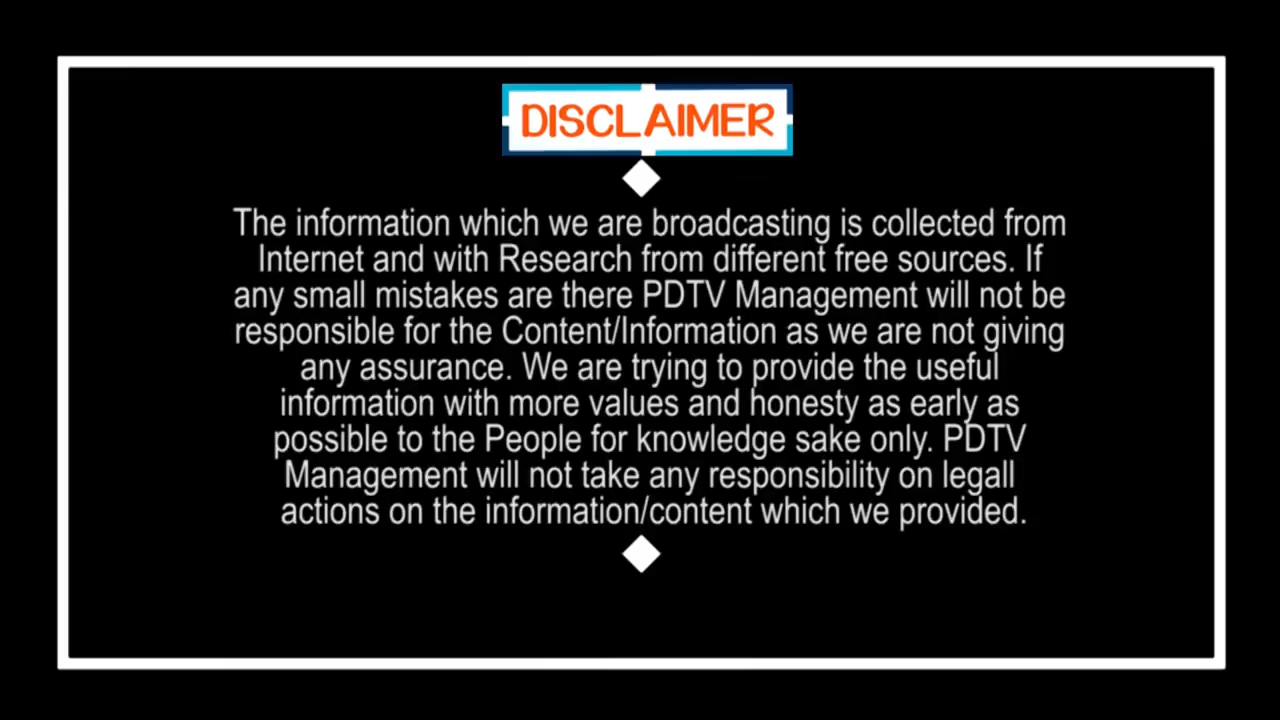 DISCLAIMER
The information which we are broadcasting is collected from
Internet and with Research from different free sources. If
any small mistakes are there PDTV Management will not be
responsible for the Content/Information as we are not giving
any assurance. We are trying to provide the useful
information with more values and honesty as early as
possible to the People for knowledge sake only. PDTV
Management will not take any responsibility on legall
actions on the information/content which we provided.